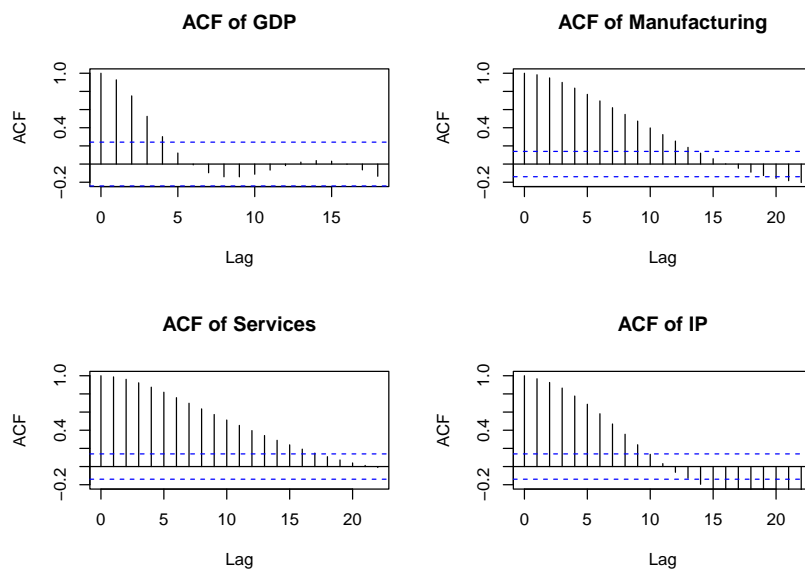 ACF of GDP
ACF
1.0
0.4
−0.2
0 5 10 15
Lag
ACF of Manufacturing
ACF
1.0
0.4
−0.2
0 5 10 15 20
Lag
ACF of Services
ACF
1.0
0.4
−0.2
0 5 10 15 20
Lag
ACF of IP
ACF
1.0
0.4
−0.2
0 5 10 15 20
Lag